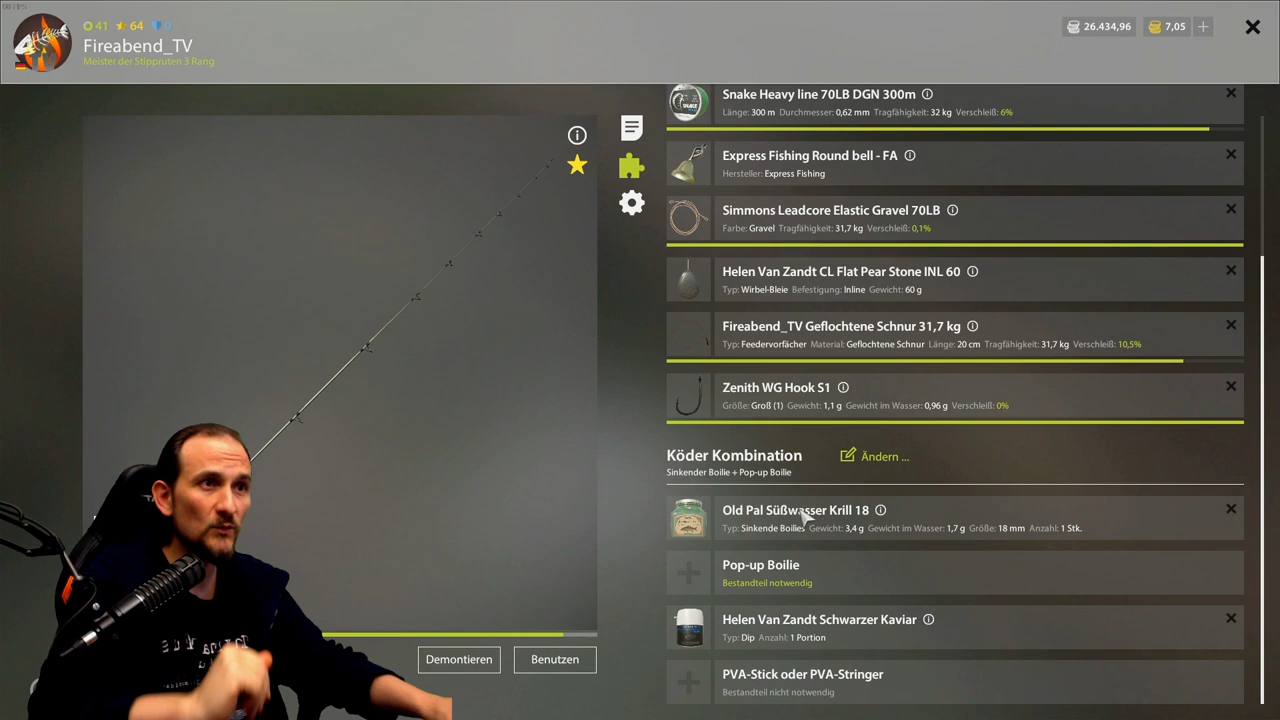 41 64 0
Fireabend_TV
Meister der Stippruten 3 Rang
26.434,96 7,05
Snake Heavy line 70LB DGN 300m
Länge: 300 m Durchmesser: 0,62 mm Tragfähigkeit: 32 kg Verschleiß: 6%
Express Fishing Round bell - FA
Hersteller: Express Fishing
Simmons Leadcore Elastic Gravel 70LB
Farbe: Gravel Tragfähigkeit: 31,7 kg Verschleiß: 0,1%
Helen Van Zandt CL Flat Pear Stone INL 60
Typ: Wirbel-Bleie Befestigung: Inline Gewicht: 60 g
Fireabend_TV Geflochtene Schnur 31,7 kg
Typ: Feedervorfächer Material: Geflochtene Schnur Länge: 20 cm Tragfähigkeit: 31,7 kg Verschleiß: 10,5%
Zenith WG Hook S1
Größe: Groß (1) Gewicht: 1,1 g Gewicht im Wasser: 0,96 g Verschleiß: 0%
Köder Kombination
Ändern ...
Sinkender Boilie + Pop-up Boilie
Old Pal Süßwasser Krill 18
Typ: Sinkende Boilies Gewicht: 3,4 g Gewicht im Wasser: 1,7 g Größe: 18 mm Anzahl: 1 Stk.
Pop-up Boilie
Bestandteil notwendig
Helen Van Zandt Schwarzer Kaviar
Typ: Dip Anzahl: 1 Portion
PVA-Stick oder PVA-Stringer
Bestandteil nicht notwendig
Demontieren
Benutzen